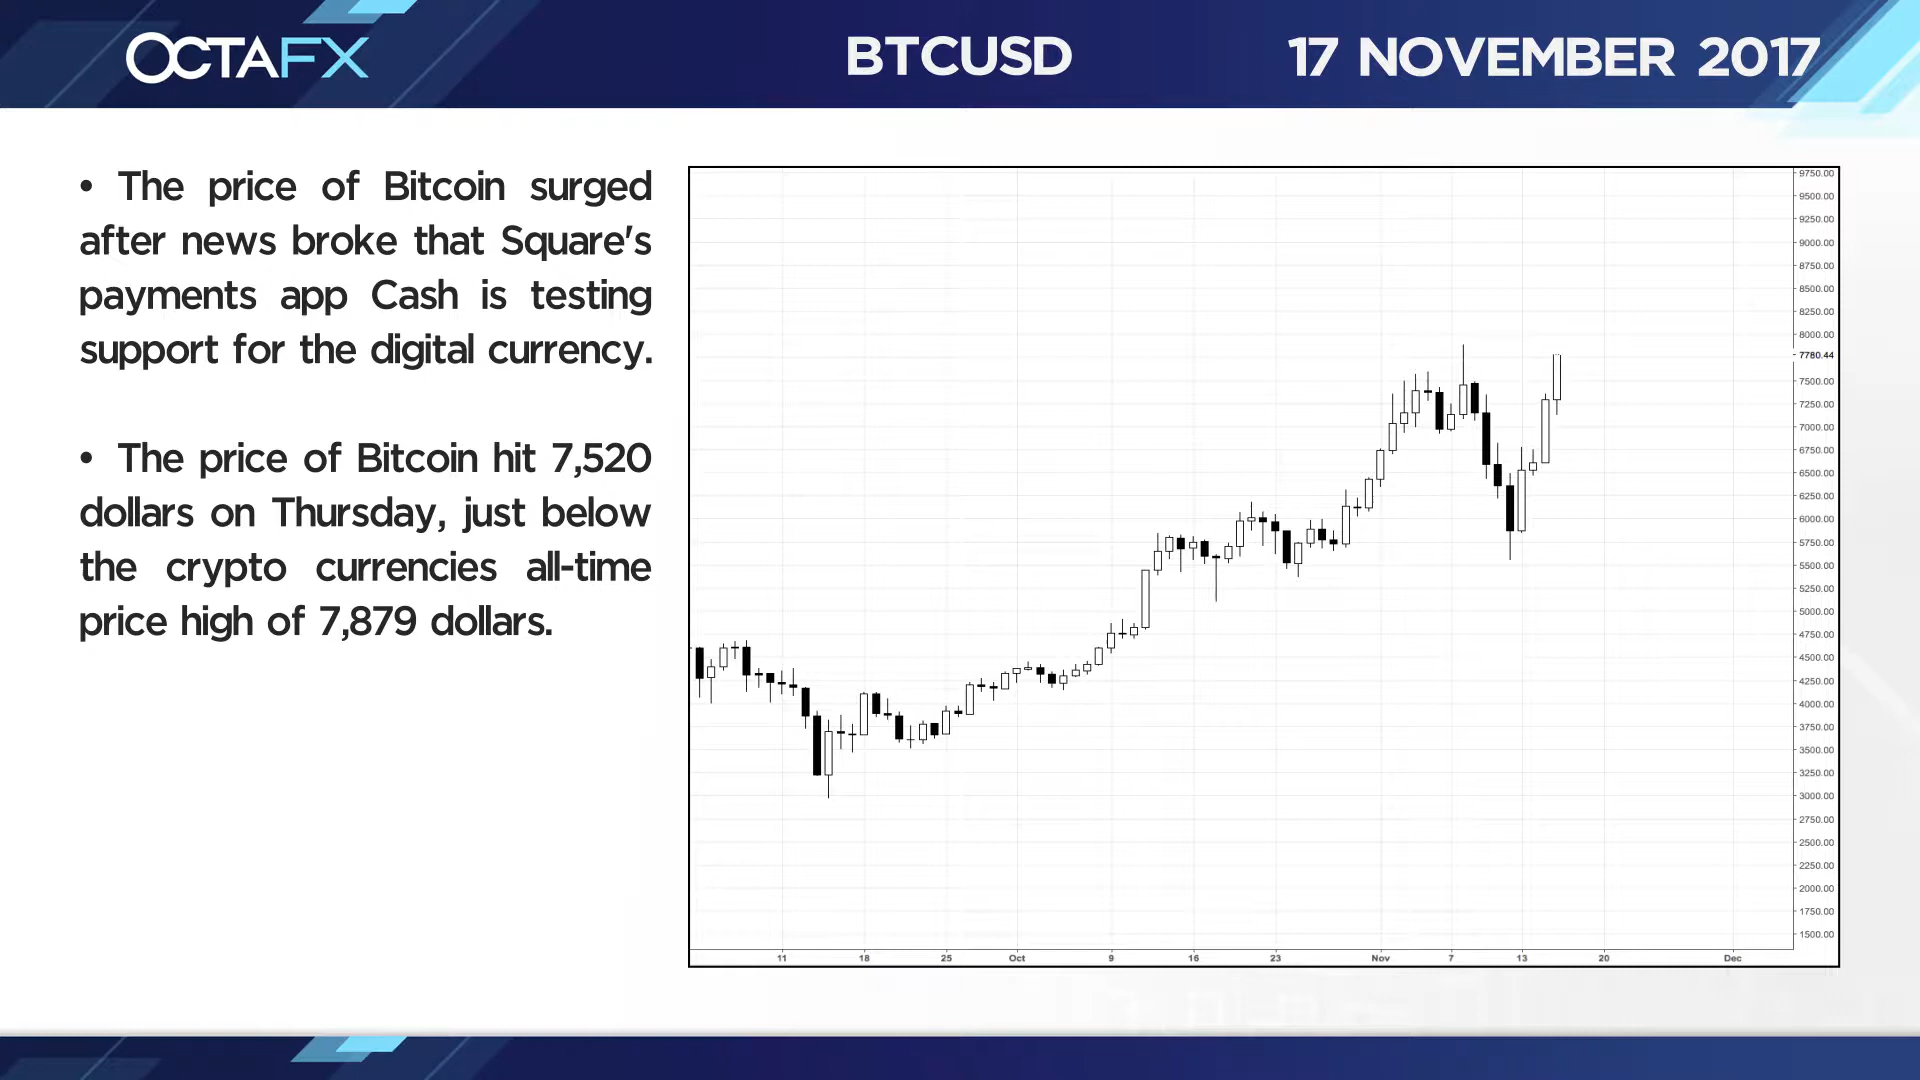 OCTAFX
BTCUSD
17 NOVEMBER 2017
• The price of Bitcoin surged
after news broke that Square's
payments app Cash is testing
support for the digital currency.
• The price of Bitcoin hit 7,520
dollars on Thursday, just below
the crypto currencies all-time
price high of 7,879 dollars.
9750.00
9500.00
9250.00
9000.00
8750.00
8500.00
8250.00
8000.00
7780.44
7500.00
7250.00
7000.00
6750.00
6500.00
6250.00
6000.00
5750.00
5500.00
5250.00
5000.00
4750.00
4500.00
4250.00
4000.00
3750.00
3500.00
3250.00
3000.00
2750.00
2500.00
2250.00
2000.00
1750.00
1500.00
11 18 25 Oct 9 16 23 Nov 7 13 20 Dec